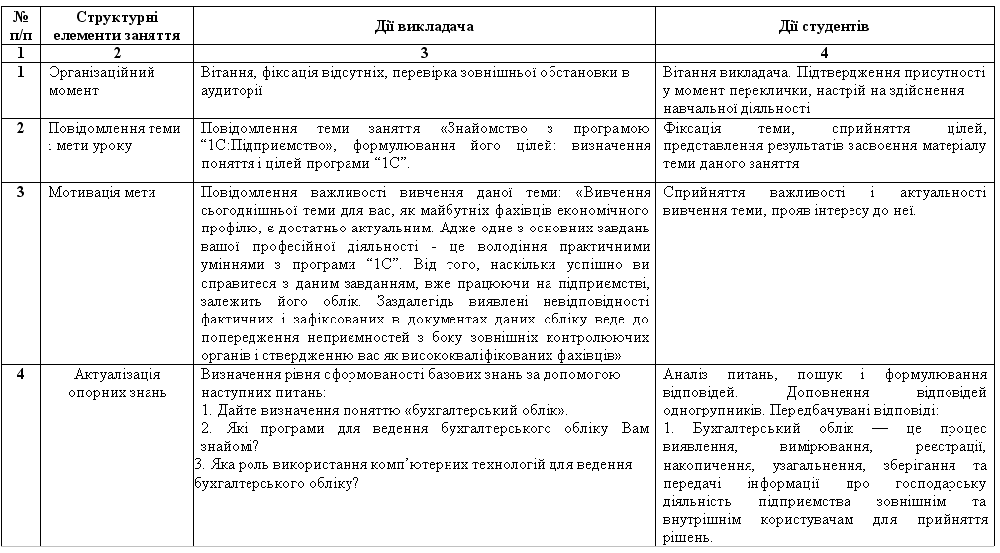 № п/п
Структурні елементи заняття
Дії викладача
Дії студентів
1
2
3
4
1
Організаційний
момент
Вітання, фіксація відсутніх, перевірка зовнішньої обстановки в
аудиторії
Вітання викладача. Підтвердження присутності
у момент переклички, настрій на здійснення
навчальної діяльності
2
Повідомлення теми
і мети уроку
Повідомлення теми заняття «Знайомство з програмою
“1С:Підприємство», формулювання його цілей: визначення
поняття і цілей програми “1С”.
Фіксація теми, сприйняття цілей,
представлення результатів засвоєння матеріалу
теми даного заняття
3
Мотивація мети
Повідомлення важливості вивчення даної теми: «Вивчення
сьогоднішньої теми для вас, як майбутніх фахівців економічного
профілю, є достатньо актуальним. Адже одне з основних завдань
вашої професійної діяльності - це володіння практичними
уміннями з програми “1С”. Від того, наскільки успішно ви
справитеся з даним завданням, вже працюючи на підприємстві,
залежить його облік. Заздалегідь виявлені невідповідності
фактичних і зафіксованих в документах даних обліку веде до
попередження неприємностей з боку зовнішніх контролюючих
органів і ствердженню вас як висококваліфікованих фахівців»
Сприйняття важливості і актуальності
вивчення теми, прояв інтересу до неї.
4
Актуалізація
опорних знань
Визначення рівня сформованості базових знань за допомогою
наступних питань:
1. Дайте визначення поняттю «бухгалтерський облік».
2. Які програми для ведення бухгалтерського обліку Вам
знайомі?
3. Яка роль використання комп’ютерних технологій для ведення
бухгалтерського обліку?
Аналіз питань, пошук і формулювання
відповідей. Доповнення відповідей
одногрупників. Передбачувані відповіді:
1. Бухгалтерський облік — це процес
виявлення, вимірювання, реєстрації,
накопичення, узагальнення, зберігання та
передачі інформації про господарську
діяльність підприємства зовнішнім та
внутрішнім користувачам для прийняття
рішень.